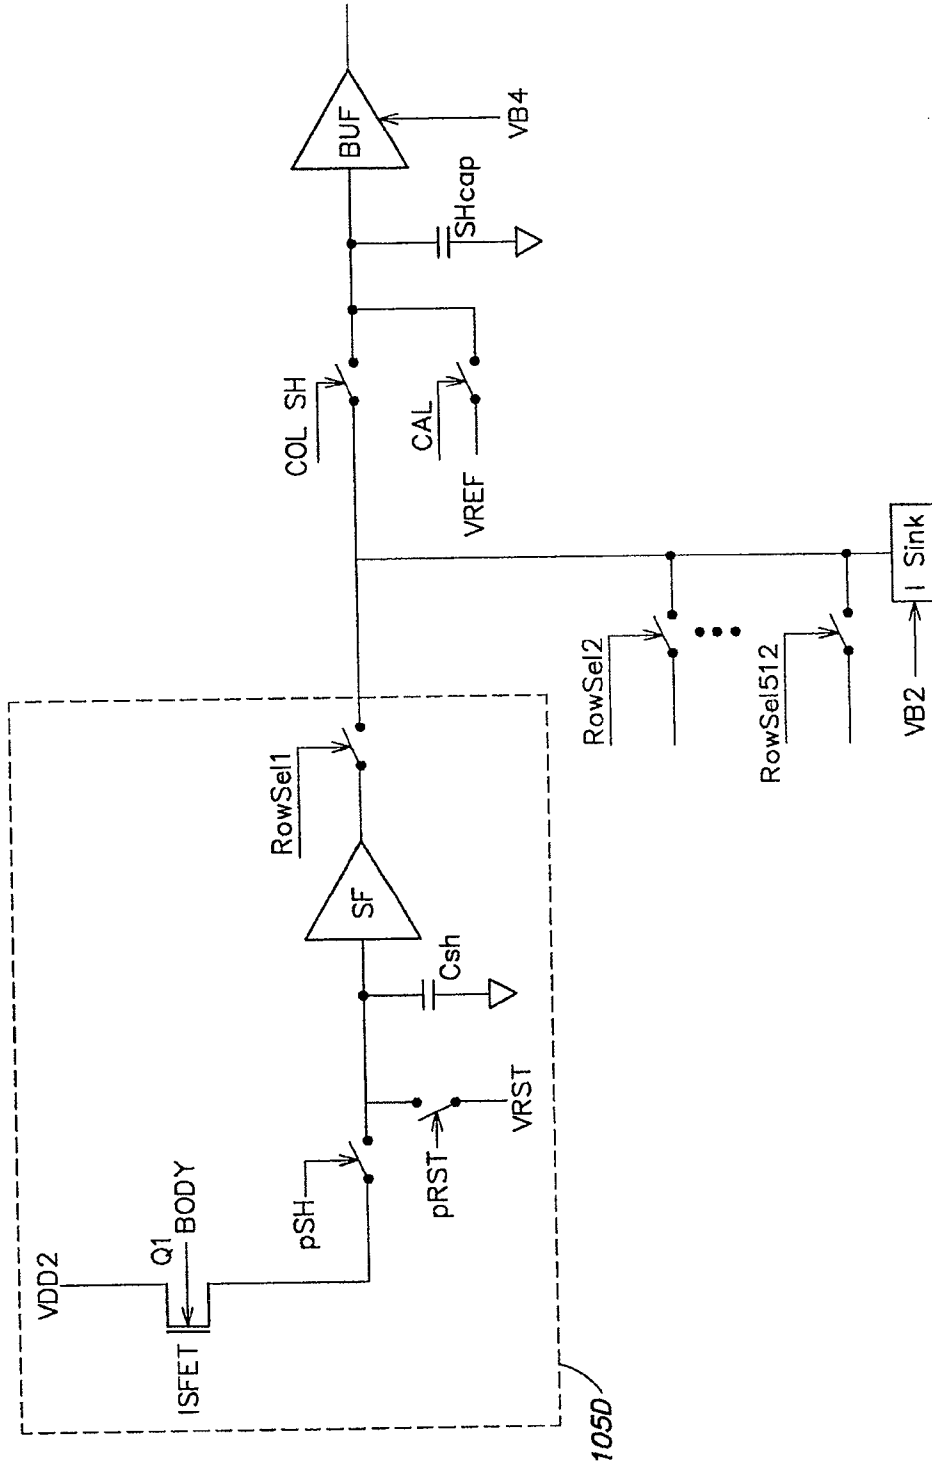 VDD2
ISFET
Q1
BODY
pSH
pRST
VRST
Csh
SF
RowSel1
105D
RowSel2
RowSel512
VB2
I Sink
COL SH
CAL
VREF
SHcap
BUF
VB4